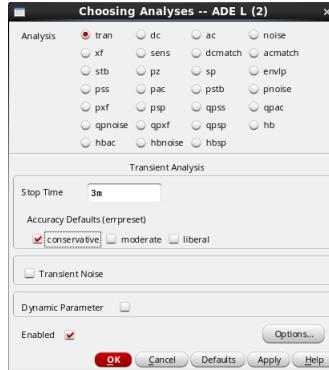 Choosing Analyses -- ADE L (2)
Analysis tran dc ac noise
xf sens dcmatch acmatch
stb pz sp envlp
pss pac pstb pnoise
pxf psp qpss qpac
qpnoise qpxf qpsp hb
hbac hbnoise hbsp
Transient Analysis
Stop Time 3m
Accuracy Defaults (errpreset)
conservative moderate liberal
Transient Noise
Dynamic Parameter
Enabled Options...
OK Cancel Defaults Apply Help